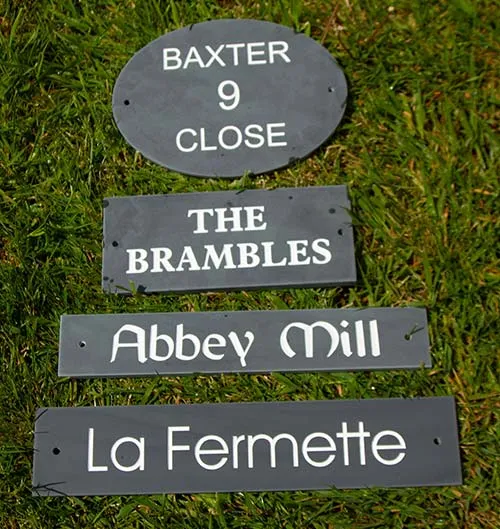 BAXTER
9
CLOSE
THE
BRAMBLES
Abbey Mill
La Fermette